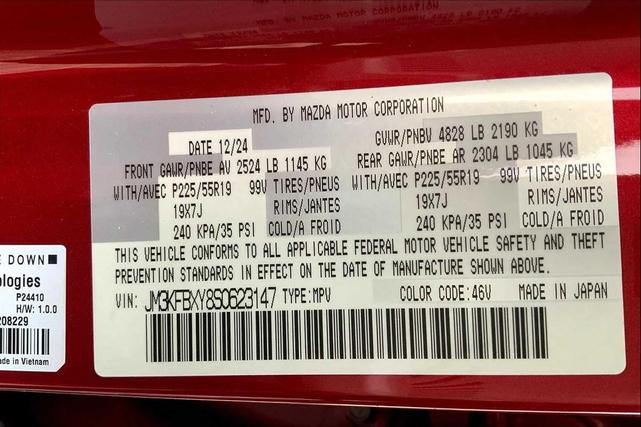 MFD. BY MAZDA MOTOR CORPORATION
DATE 12/24
GVWR/PNBV 4828 LB 2190 KG
FRONT GAWR/PNBE AV 2524 LB 1145 KG
REAR GAWR/PNBE AR 2304 LB 1045 KG
WITH/AVEC P225/55R19 99V TIRES/PNEUS
WITH/AVEC P225/55R19 99V TIRES/PNEUS
19X7J RIMS/JANTES
19X7J RIMS/JANTES
240 KPA/35 PSI COLD/A FROID
240 KPA/35 PSI COLD/A FROID
THIS VEHICLE CONFORMS TO ALL APPLICABLE FEDERAL MOTOR VEHICLE SAFETY AND THEFT
PREVENTION STANDARDS IN EFFECT ON THE DATE OF MANUFACTURE SHOWN ABOVE.
VIN: JM3KFBXY8S0623147 TYPE:MPV COLOR CODE:46V MADE IN JAPAN
E DOWN
ologies
P24410
H/W: 1.0.0
208229
ade in Vietnam